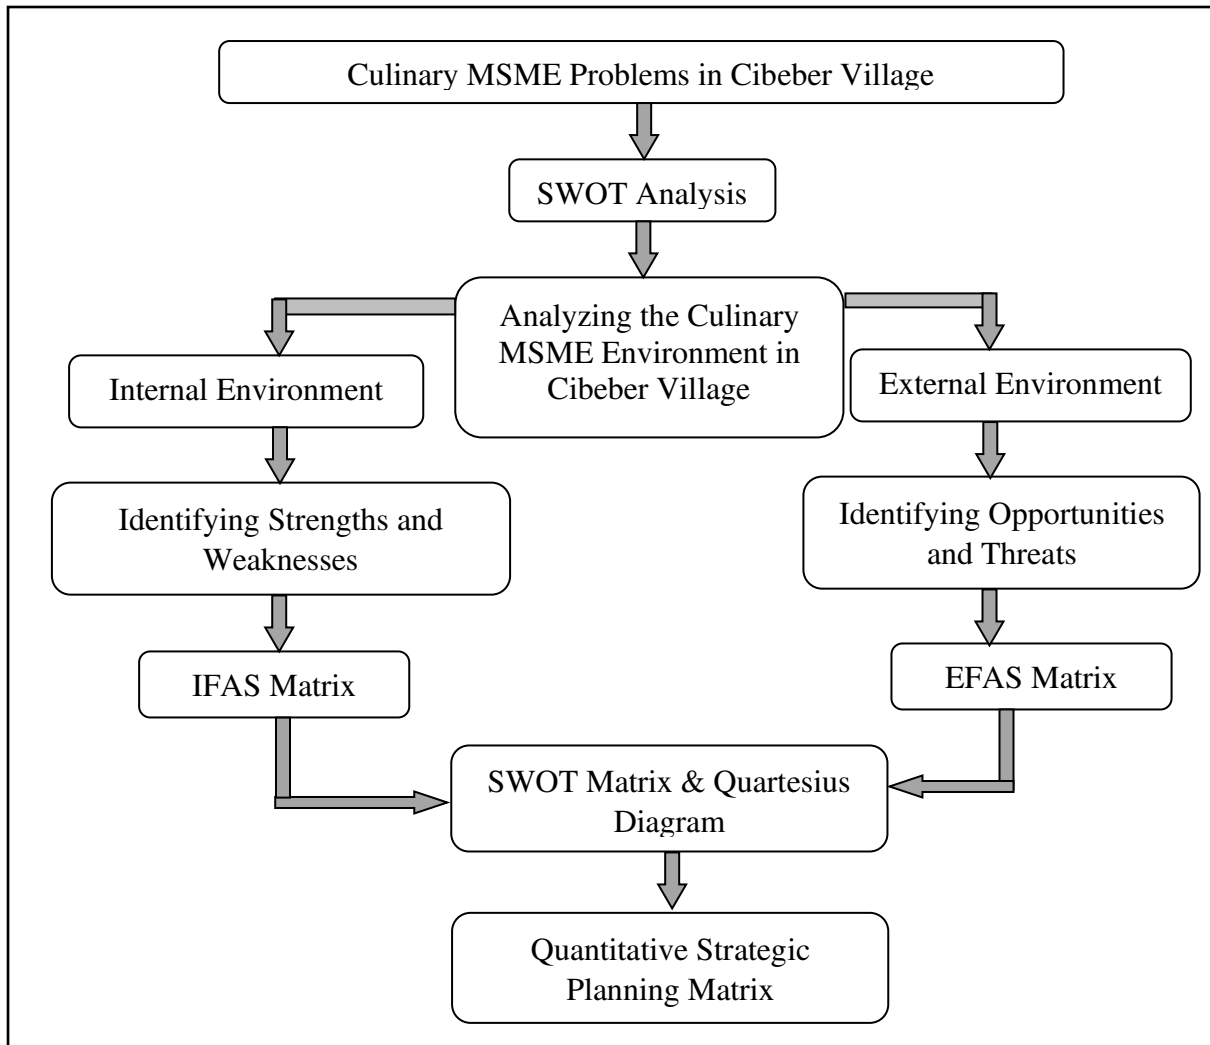 Culinary MSME Problems in Cibeber Village
SWOT Analysis
Analyzing the Culinary
MSME Environment in
Cibeber Village
Internal Environment
External Environment
Identifying Strengths and
Weaknesses
Identifying Opportunities
and Threats
IFAS Matrix
EFAS Matrix
SWOT Matrix & Quartesius
Diagram
Quantitative Strategic
Planning Matrix